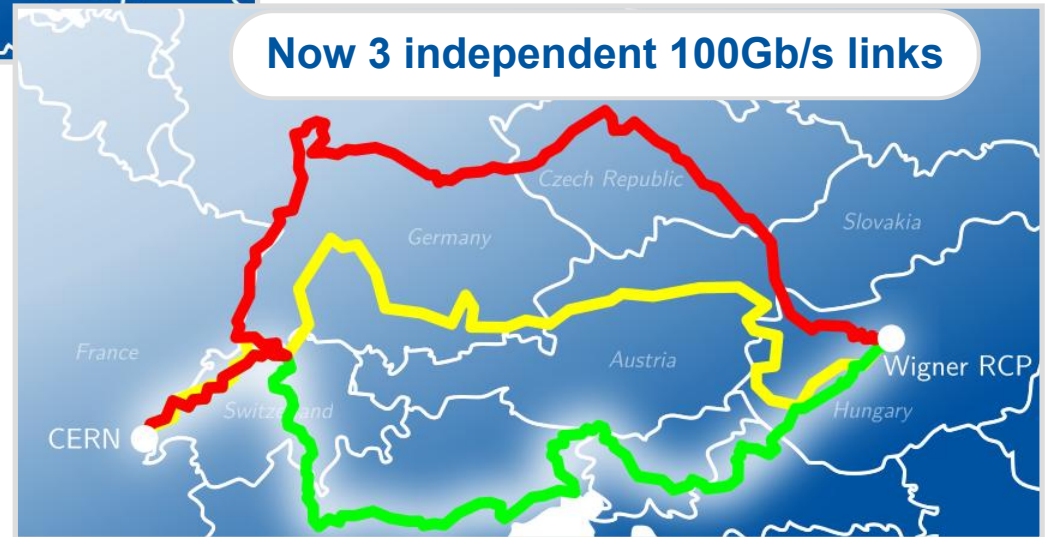 Now 3 independent 100Gb/s links
Czech Republic
Slovakia
Germany
France
Austria
Wigner RCP
Switzerland
Hungary
CERN